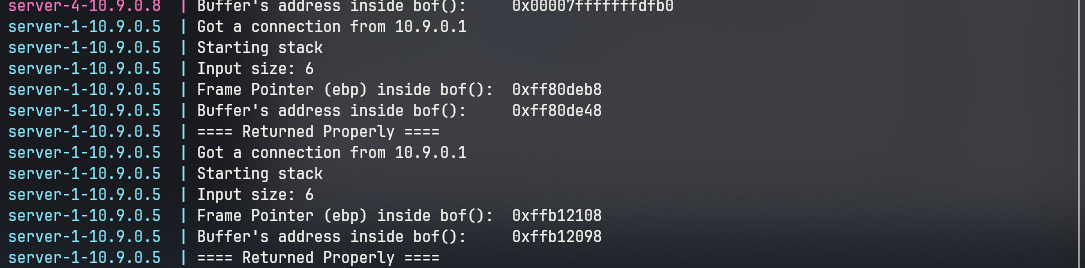 server-4-10.9.0.8  | Buffer's address inside bof():     0x00007fffffffdfb0
server-1-10.9.0.5  | Got a connection from 10.9.0.1
server-1-10.9.0.5  | Starting stack
server-1-10.9.0.5  | Input size: 6
server-1-10.9.0.5  | Frame Pointer (ebp) inside bof():  0xff80deb8
server-1-10.9.0.5  | Buffer's address inside bof():     0xff80de48
server-1-10.9.0.5  | ==== Returned Properly ====
server-1-10.9.0.5  | Got a connection from 10.9.0.1
server-1-10.9.0.5  | Starting stack
server-1-10.9.0.5  | Input size: 6
server-1-10.9.0.5  | Frame Pointer (ebp) inside bof():  0xffb12108
server-1-10.9.0.5  | Buffer's address inside bof():     0xffb12098
server-1-10.9.0.5  | ==== Returned Properly ====